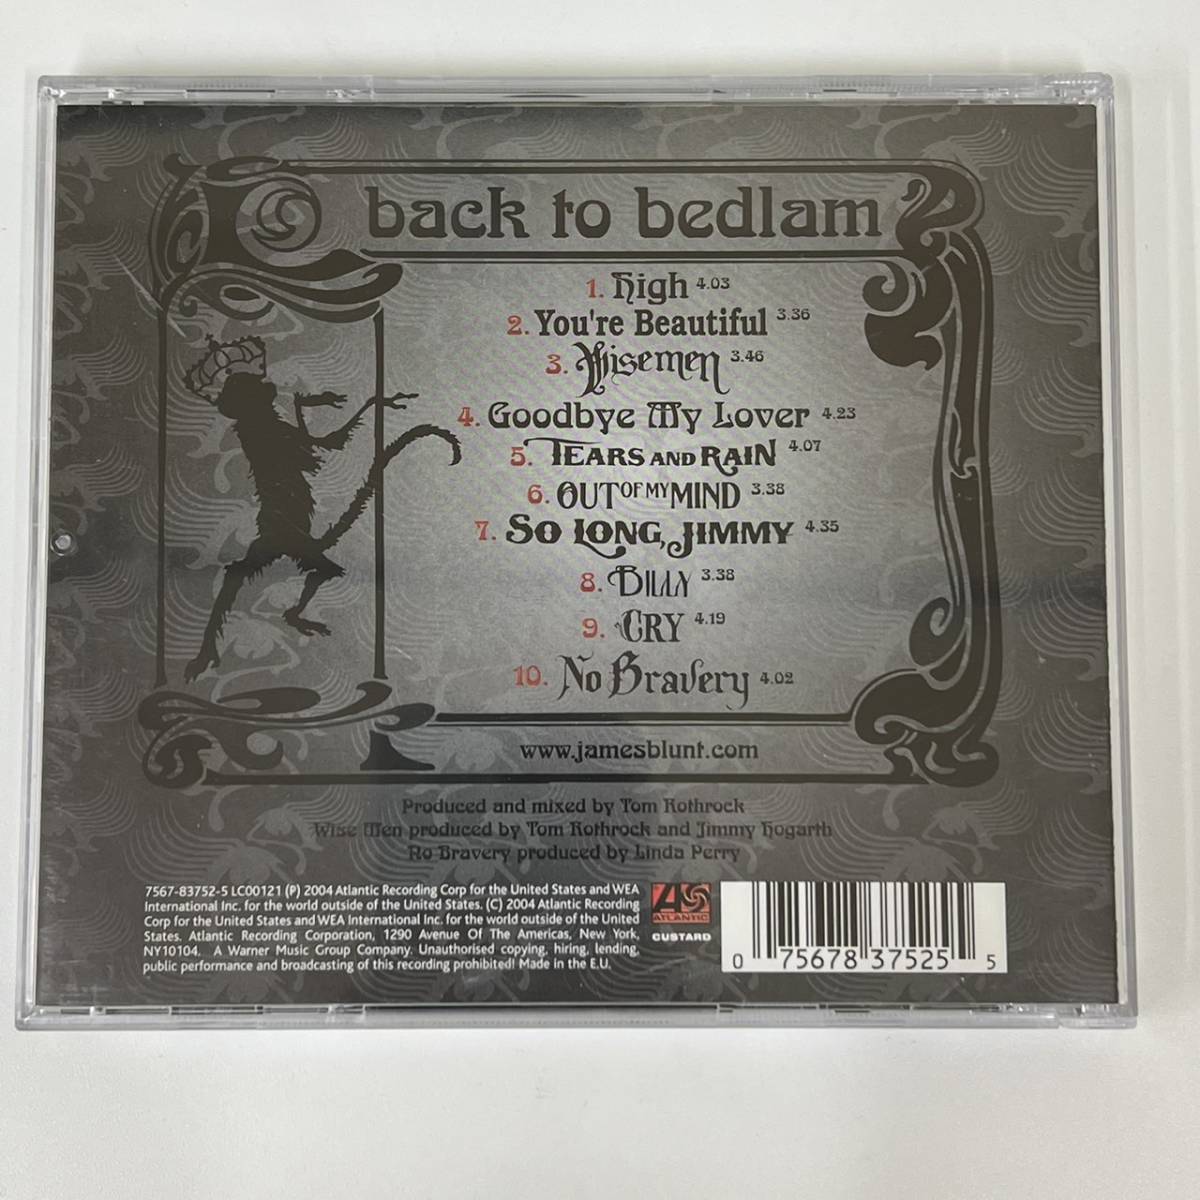 back to bedlam
1. High 4.03
2. You're Beautiful 3.36
3. Wisemen 3.46
4. Goodbye My Lover 4.23
5. TEARS AND RAIN 4.07
6. OUT OF MY MIND 3.38
7. SO LONG, JIMMY 4.35
8. BILLY 3.38
9. CRY 4.19
10. No Bravery 4.02
www.jamesblunt.com
Produced and mixed by Tom Rothrock
Wise Men produced by Tom Rothrock and Jimmy Hogarth
No Bravery produced by Linda Perry
7567-83752-5 LC00121 (P) 2004 Atlantic Recording Corp for the United States and WEA
International Inc. for the world outside of the United States. (C) 2004 Atlantic Recording
Corp for the United States and WEA International Inc. for the world outside of the United
States. Atlantic Recording Corporation, 1290 Avenue Of The Americas, New York,
NY10104. A Warner Music Group Company. Unauthorised copying, hiring, lending,
public performance and broadcasting of this recording prohibited! Made in the E.U.
ATLANTIC
CUSTARD
0 75678 37525 5